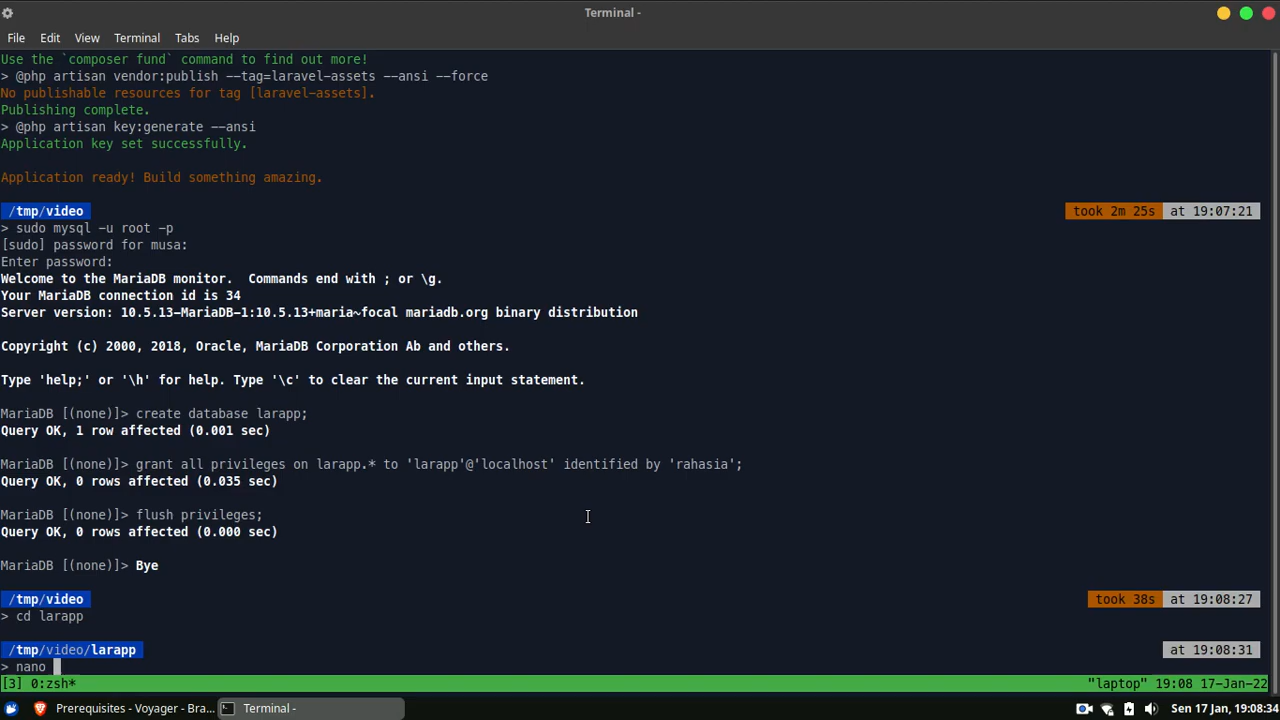 Terminal -
File Edit View Terminal Tabs Help
Use the `composer fund` command to find out more!
> @php artisan vendor:publish --tag=laravel-assets --ansi --force
No publishable resources for tag [laravel-assets].
Publishing complete.
> @php artisan key:generate --ansi
Application key set successfully.
Application ready! Build something amazing.
/tmp/video took 2m 25s at 19:07:21
> sudo mysql -u root -p
[sudo] password for musa:
Enter password:
Welcome to the MariaDB monitor.  Commands end with ; or \g.
Your MariaDB connection id is 34
Server version: 10.5.13-MariaDB-1:10.5.13+maria~focal mariadb.org binary distribution
Copyright (c) 2000, 2018, Oracle, MariaDB Corporation Ab and others.
Type 'help;' or '\h' for help. Type '\c' to clear the current input statement.
MariaDB [(none)]> create database larapp;
Query OK, 1 row affected (0.001 sec)
MariaDB [(none)]> grant all privileges on larapp.* to 'larapp'@'localhost' identified by 'rahasia';
Query OK, 0 rows affected (0.035 sec)
MariaDB [(none)]> flush privileges;
Query OK, 0 rows affected (0.000 sec)
MariaDB [(none)]> Bye
/tmp/video took 38s at 19:08:27
> cd larapp
/tmp/video/larapp at 19:08:31
> nano
[3] 0:zsh* "laptop" 19:08 17-Jan-22
Prerequisites - Voyager - Bra... Terminal - Sen 17 Jan, 19:08:34